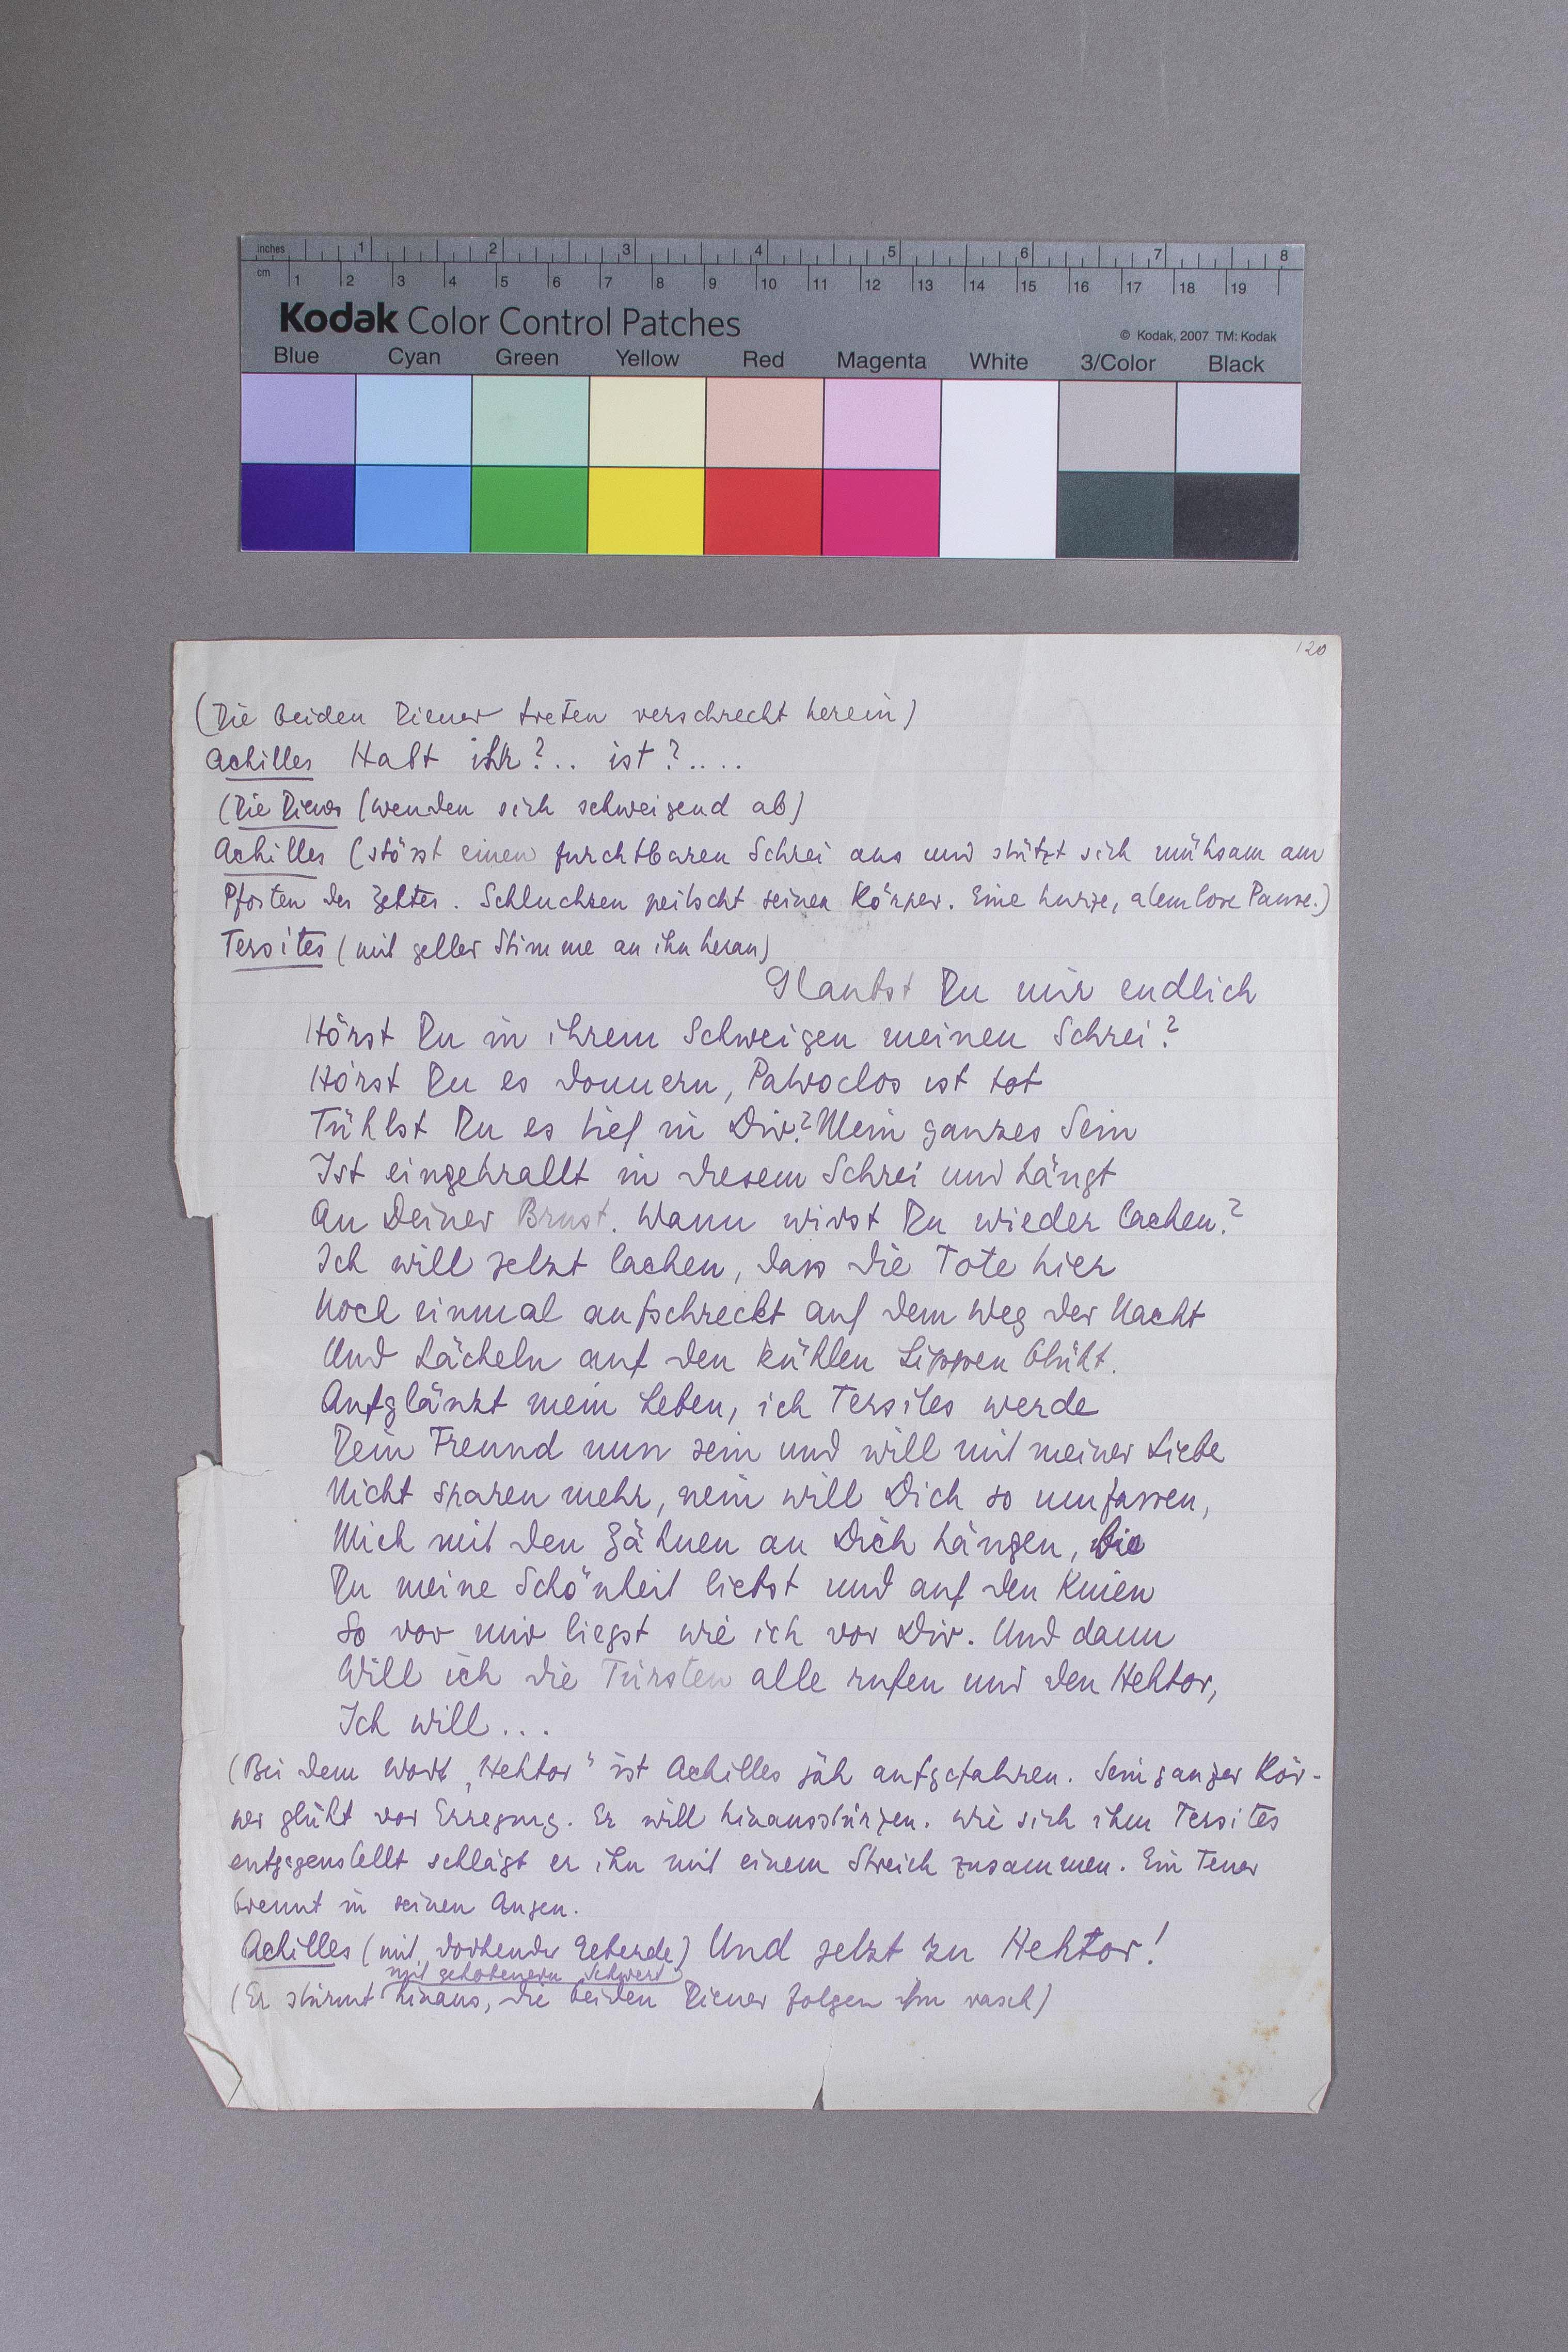 inches 1 2 3 4 5 6 7 8
cm 1 2 3 4 5 6 7 8 9 10 11 12 13 14 15 16 17 18 19
Kodak Color Control Patches
© Kodak, 2007 TM: Kodak
Blue Cyan Green Yellow Red Magenta White 3/Color Black
120
(Die beiden Diener treten verschreckt herein)
Achilles Habt ihr?.. ist?....
(Die Diener (wenden sich schweigend ab)
Achilles (stösst einen furchtbaren Schrei aus und stützt sich mühsam am
Pfosten des Zeltes. Schluchzen peitscht seinen Körper. Eine kurze, atemlose Pause.)
Tersites (mit geller Stimme an ihn heran)
Glaubst Du mir endlich
Hörst Du in ihrem Schweigen meinen Schrei?
Hörst Du es donnern, Patroclos ist tot
Fühlst Du es tief in Dir? Mein ganzes Sein
Ist eingekrallt in diesem Schrei und hängt
An Deiner Brust. Wann wirst Du wieder lachen?
Ich will jetzt lachen, dass die Tote hier
Noch einmal aufschreckt auf dem Weg der Nacht
Und Lächeln auf den kühlen Lippen blüht.
Aufglänzt mein Leben, ich Tersites werde
Dein Freund nun sein und will mit meiner Liebe
Nicht sparen mehr, nein will Dich so umfassen,
Mich mit den Zähnen an Dich hängen, bis
Du meine Schönheit liebst und auf den Knien
So vor mir liegst wie ich vor Dir. Und dann
Will ich die Fürsten alle rufen und den Hektor,
Ich will...
(Bei dem Wort „Hektor" ist Achilles jäh aufgefahren. Sein ganzer Kör-
per glüht vor Erregung. Er will hinausstürzen. Wie sich ihm Tersites
entgegenstellt schlägt er ihn mit einem Streich zusammen. Ein Feuer
brennt in seinen Augen.
Achilles (mit drohender Geberde) Und jetzt zu Hektor!
mit gehobenem Schwert
(Er stürmt hinaus, die beiden Diener folgen ihm rasch)